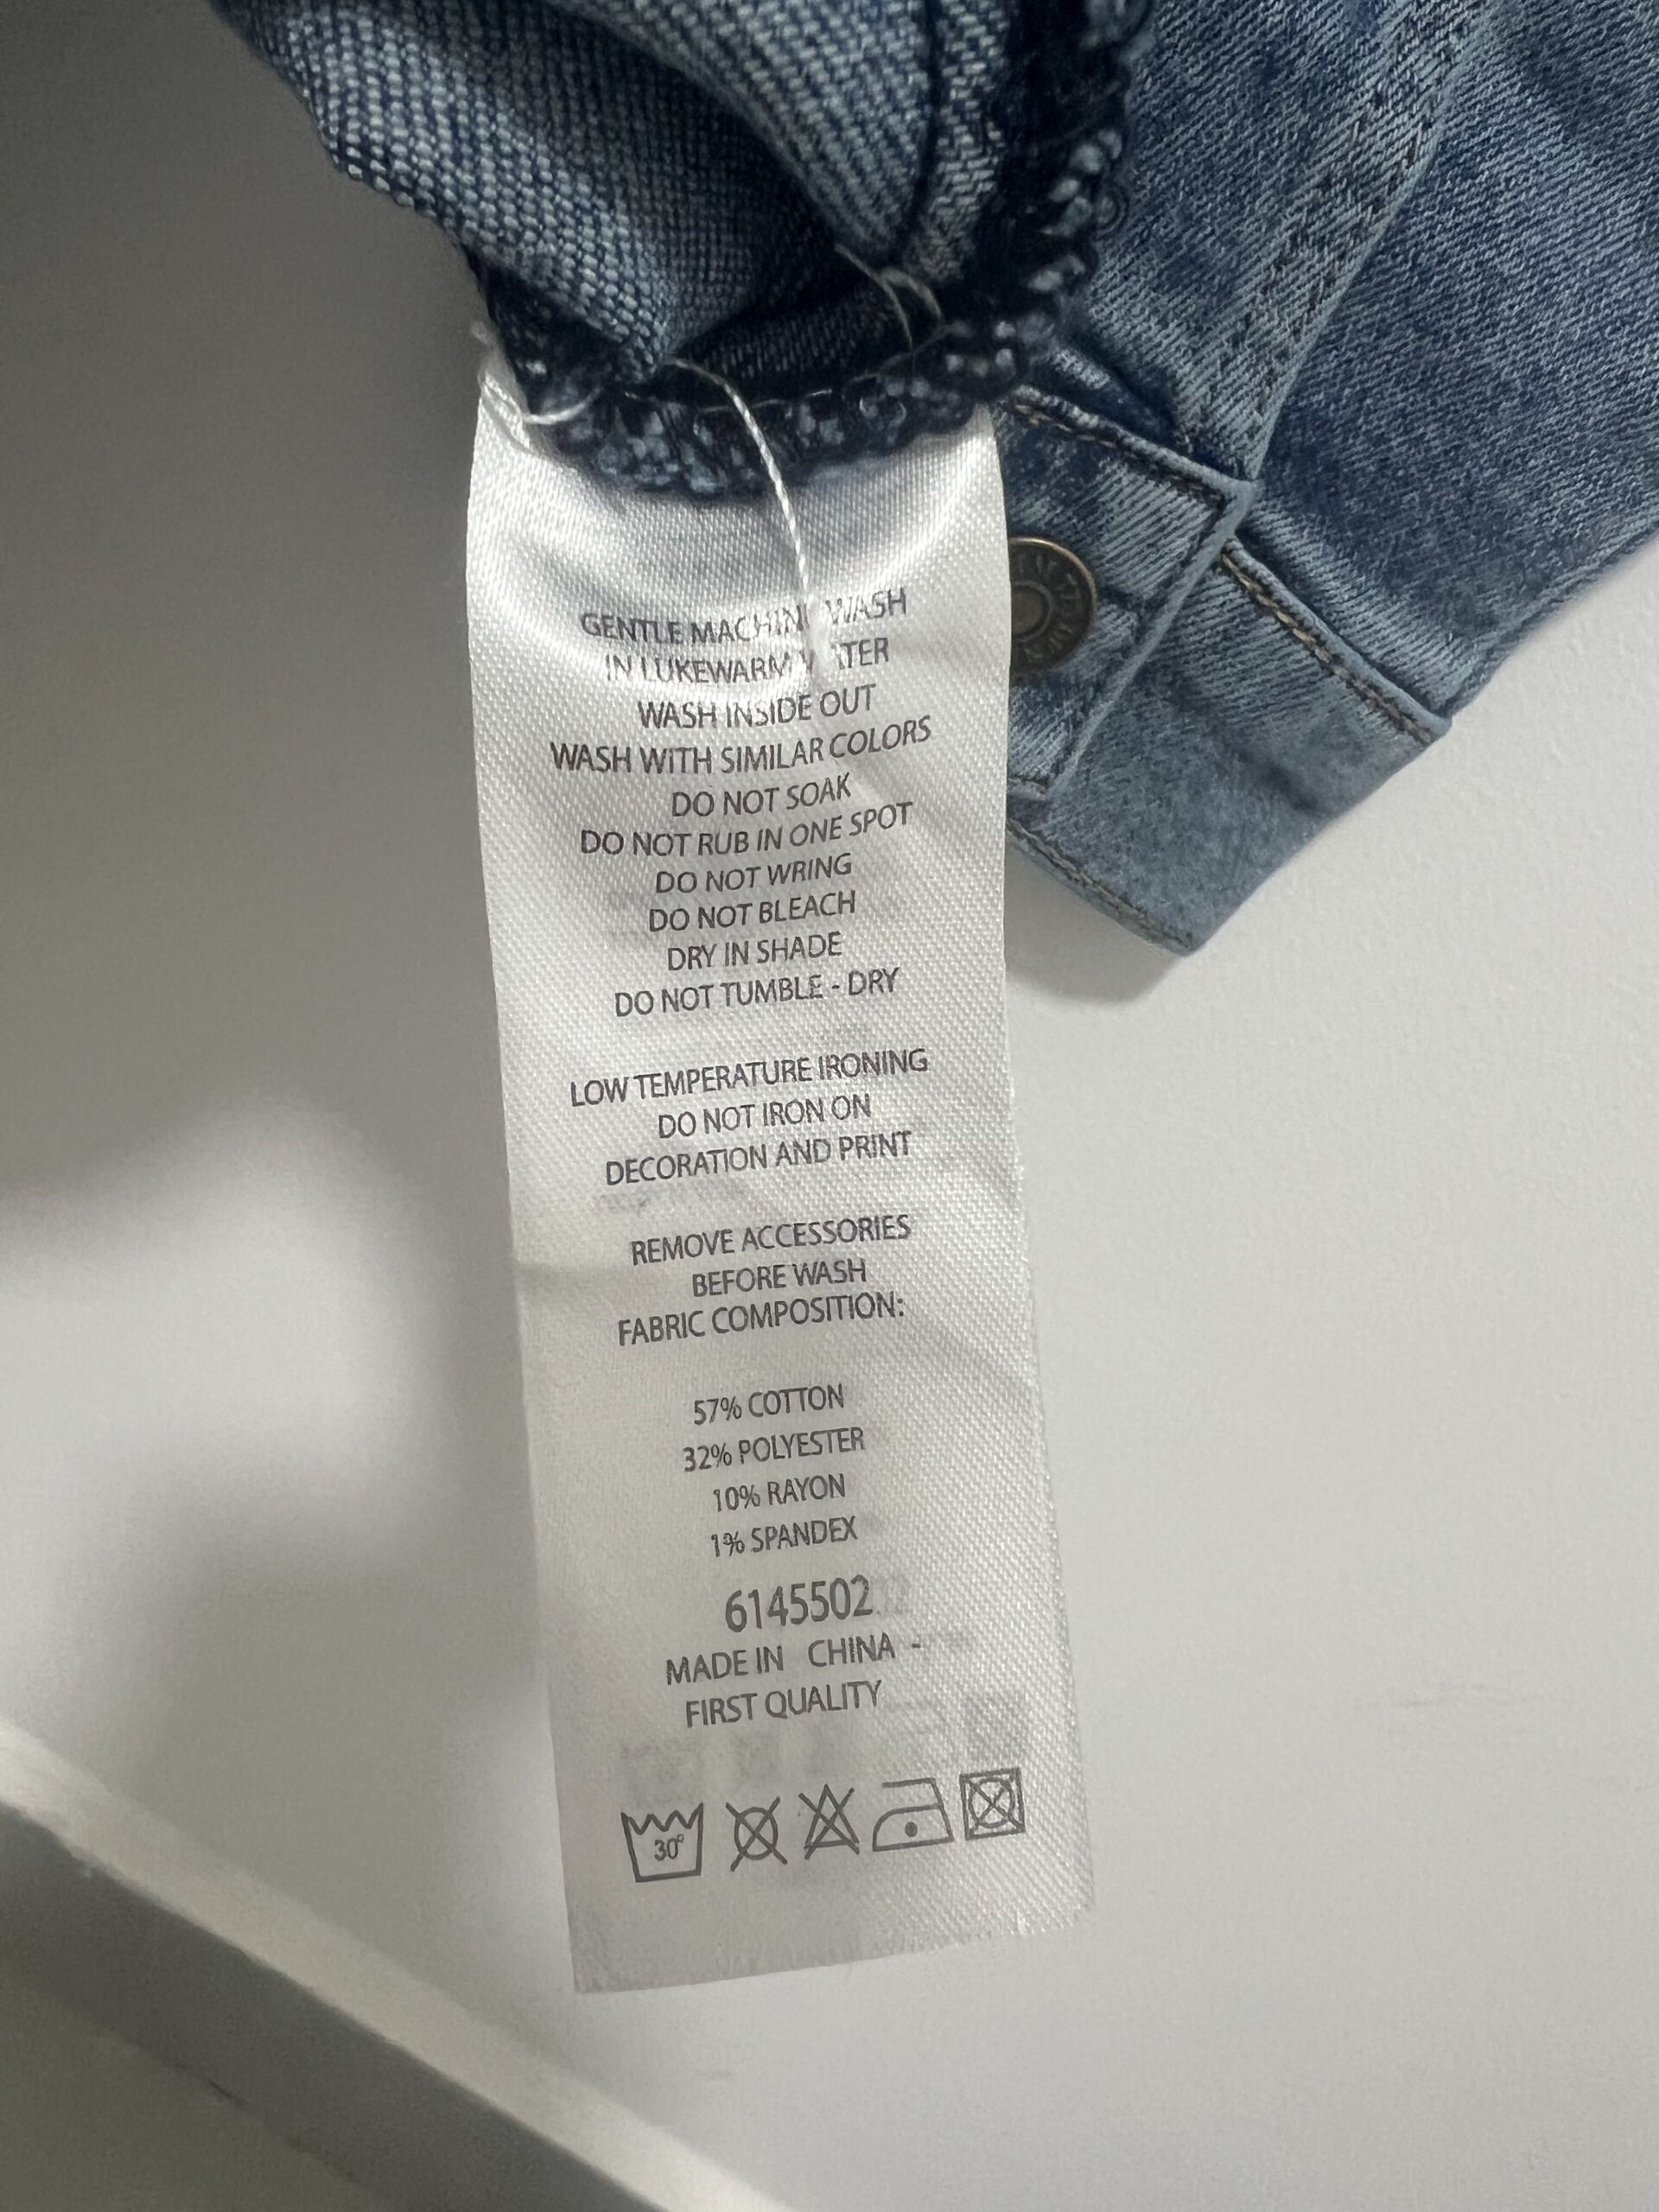 GENTLE MACHINE WASH
IN LUKEWARM WATER
WASH INSIDE OUT
WASH WITH SIMILAR COLORS
DO NOT SOAK
DO NOT RUB IN ONE SPOT
DO NOT WRING
DO NOT BLEACH
DRY IN SHADE
DO NOT TUMBLE - DRY
LOW TEMPERATURE IRONING
DO NOT IRON ON
DECORATION AND PRINT
REMOVE ACCESSORIES
BEFORE WASH
FABRIC COMPOSITION:
57% COTTON
32% POLYESTER
10% RAYON
1% SPANDEX
6145502
MADE IN CHINA -
FIRST QUALITY
30°